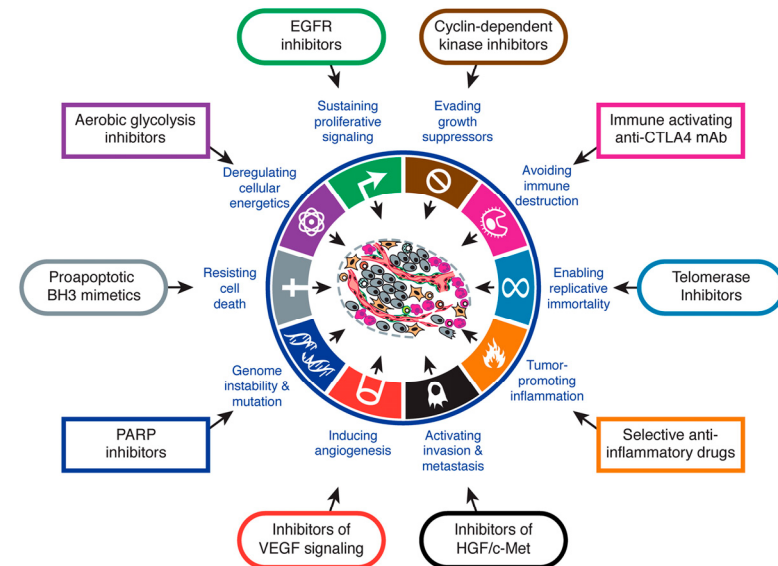 EGFR
inhibitors
Cyclin-dependent
kinase inhibitors
Sustaining
proliferative
signaling
Evading
growth
suppressors
Aerobic glycolysis
inhibitors
Immune activating
anti-CTLA4 mAb
Deregulating
cellular
energetics
Avoiding
immune
destruction
Proapoptotic
BH3 mimetics
Resisting
cell
death
Enabling
replicative
immortality
Telomerase
Inhibitors
Genome
instability &
mutation
Tumor-
promoting
inflammation
PARP
inhibitors
Inducing
angiogenesis
Activating
invasion &
metastasis
Selective anti-
inflammatory drugs
Inhibitors of
VEGF signaling
Inhibitors of
HGF/c-Met